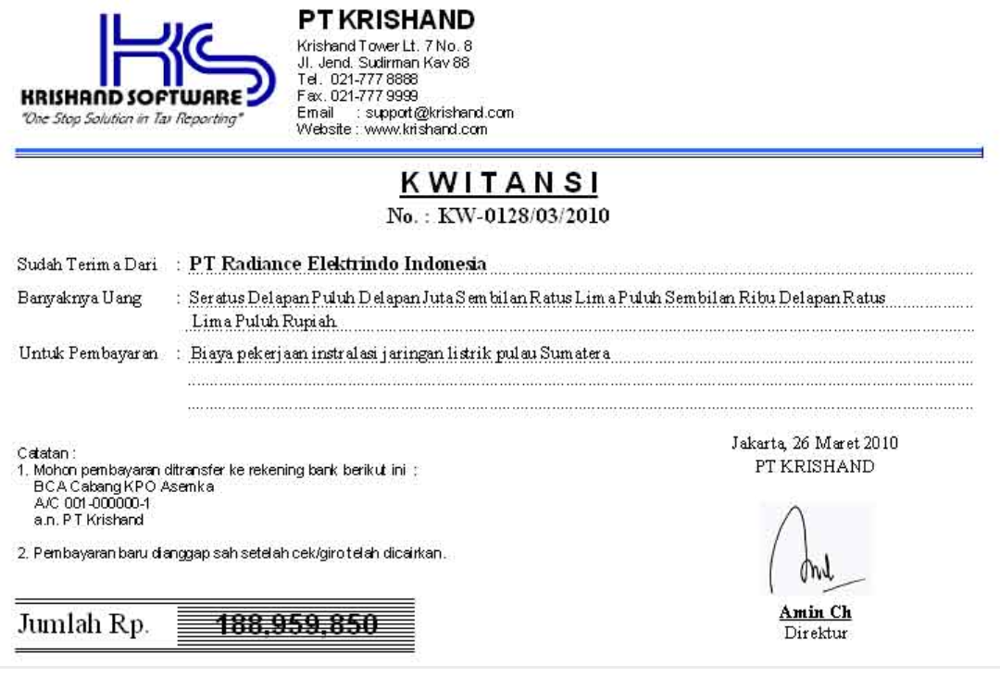 KRISHAND SOFTWARE
"One Stop Solution in Tax Reporting"
PT KRISHAND
Krishand Tower Lt. 7 No. 8
Jl. Jend. Sudirman Kav 88
Tel. 021-777 8888
Fax. 021-777 9999
Email : support@krishand.com
Website : www.krishand.com
KWITANSI
No. : KW-0128/03/2010
Sudah Terima Dari : PT Radiance Elektrindo Indonesia
Banyaknya Uang : Seratus Delapan Puluh Delapan Juta Sembilan Ratus Lima Puluh Sembilan Ribu Delapan Ratus
Lima Puluh Rupiah
Untuk Pembayaran : Biaya pekerjaan instralasi jaringan listrik pulau Sumatera
Catatan :
1. Mohon pembayaran ditransfer ke rekening bank berikut ini :
BCA Cabang KPO Asemka
A/C 001-000000-1
a.n. PT Krishand
2. Pembayaran baru dianggap sah setelah cek/giro telah dicairkan.
Jakarta, 26 Maret 2010
PT KRISHAND
Amin Ch
Direktur
Jumlah Rp. 188,959,850